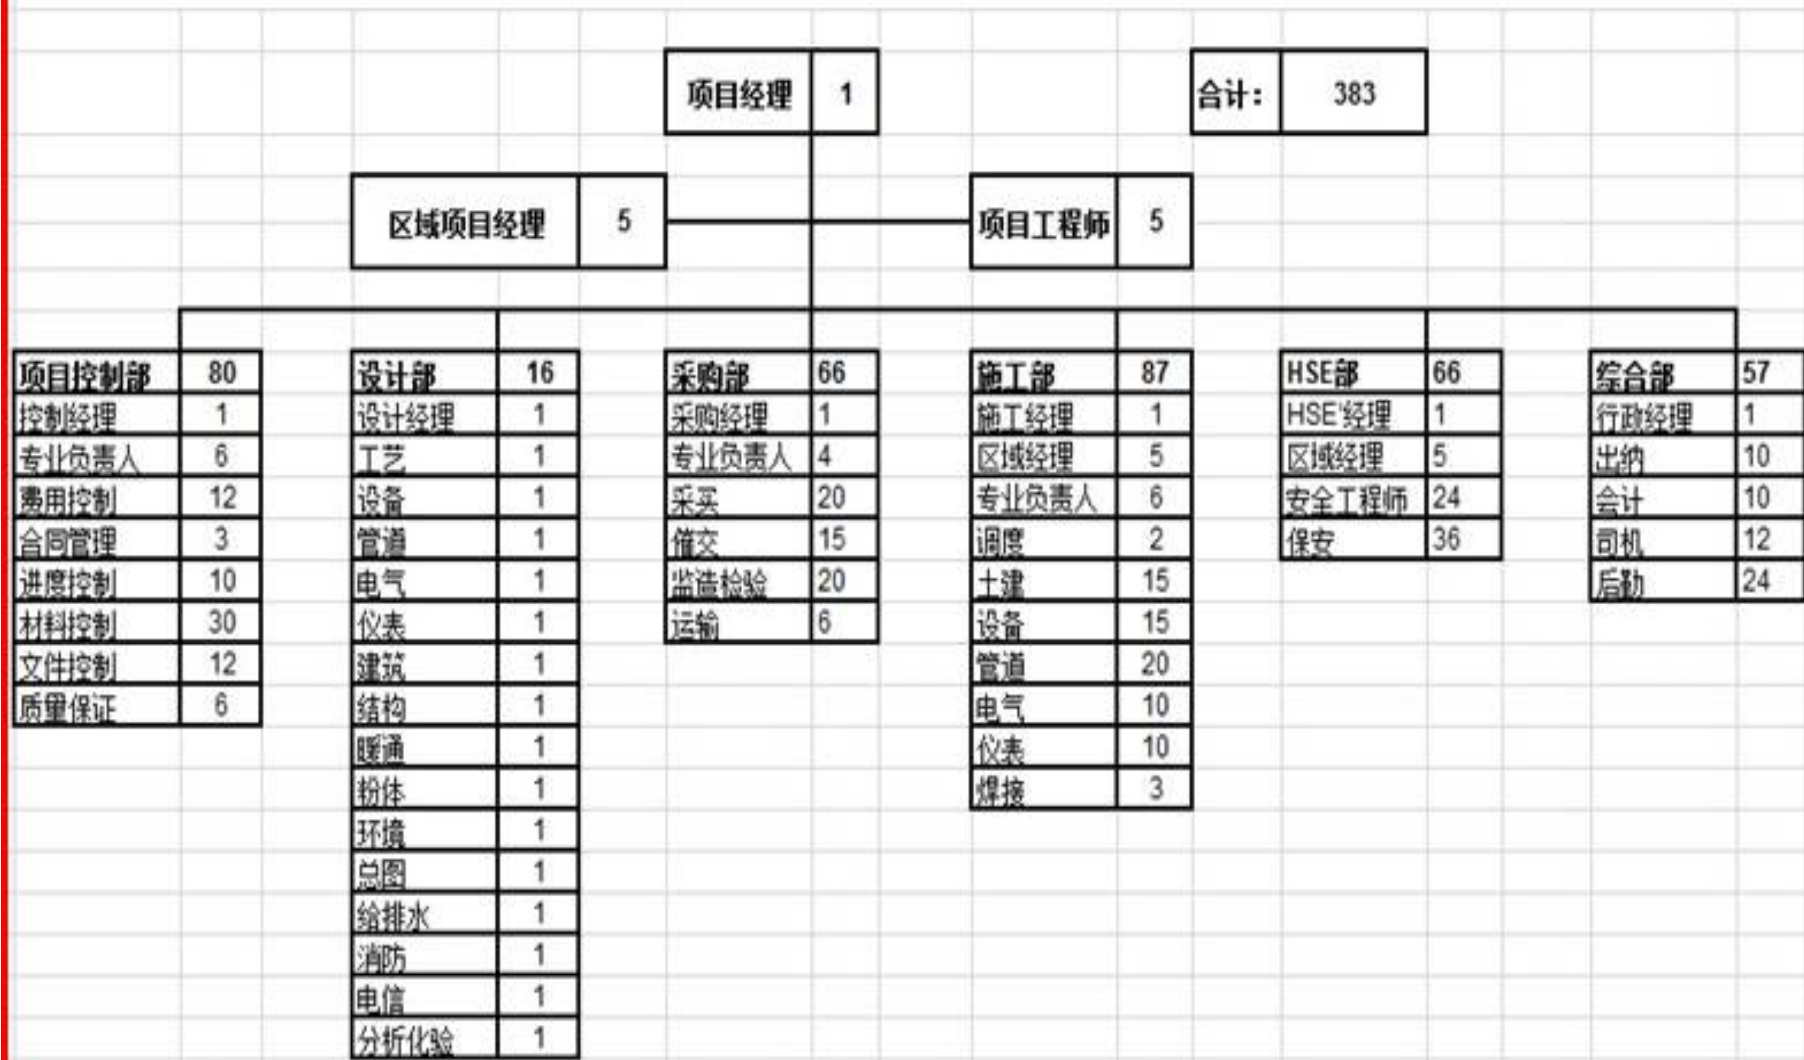 项目经理 1 合计: 383
区域项目经理 5 项目工程师 5
项目控制部 80 设计部 16 采购部 66 施工部 87 HSE部 66 综合部 57
控制经理 1 设计经理 1 采购经理 1 施工经理 1 HSE'经理 1 行政经理 1
专业负责人 6 工艺 1 专业负责人 4 区域经理 5 区域经理 5 出纳 10
费用控制 12 设备 1 采买 20 专业负责人 6 安全工程师 24 会计 10
合同管理 3 管道 1 催交 15 调度 2 保安 36 司机 12
进度控制 10 电气 1 监造检验 20 土建 15 后勤 24
材料控制 30 仪表 1 运输 6 设备 15
文件控制 12 建筑 1 管道 20
质量保证 6 结构 1 电气 10
暖通 1 仪表 10
粉体 1 焊接 3
环境 1
总图 1
给排水 1
消防 1
电信 1
分析化验 1